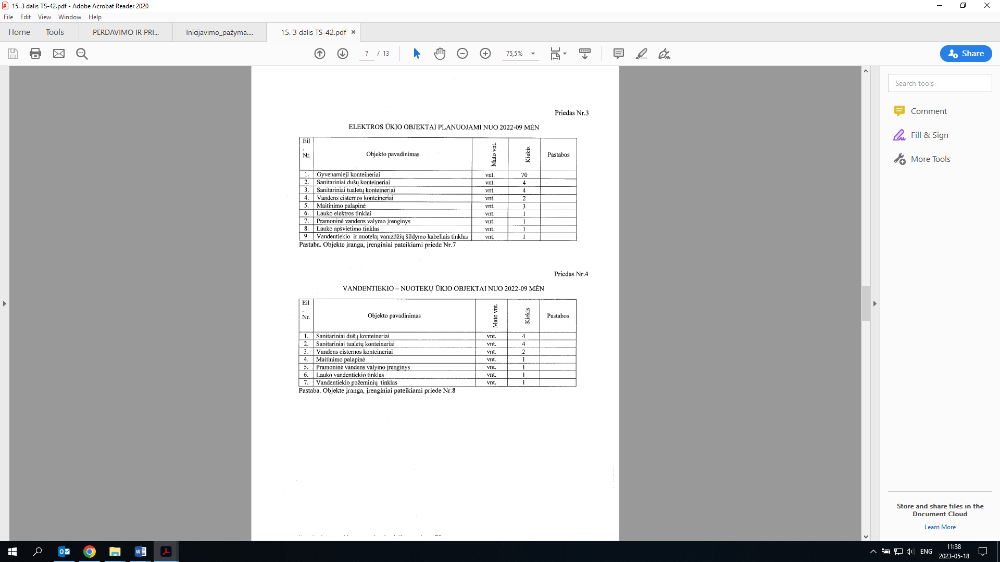 15. 3 dalis TS-42.pdf - Adobe Acrobat Reader 2020
File Edit View Window Help
Home Tools PERDAVIMO IR PRI... Inicijavimo_pažyma.... 15. 3 dalis TS-42.pdf
7 / 13 75,5% Share
Search tools
Comment
Fill & Sign
More Tools
Store and share files in the
Document Cloud
Learn More
Priedas Nr.3
ELEKTROS ŪKIO OBJEKTAI PLANUOJAMI NUO 2022-09 MĖN
Eil
.
Nr. Objekto pavadinimas Mato vnt. Kiekis Pastabos
1. Gyvenamieji konteineriai vnt. 70
2. Sanitariniai dušų konteineriai vnt. 4
3. Sanitariniai tualetų konteineriai vnt. 4
4. Vandens cisternos konteineriai vnt. 2
5. Maitinimo palapinė vnt. 3
6. Lauko elektros tinklai vnt. 1
7. Pramoninė vandens valymo įrenginys vnt. 1
8. Lauko apšvietimo tinklas vnt. 1
9. Vandentiekio ir nuotekų vamzdžių šildymo kabeliais tinklas vnt. 1
Pastaba. Objekte įranga, įrenginiai pateikiami priede Nr.7
Priedas Nr.4
VANDENTIEKIO – NUOTEKŲ ŪKIO OBJEKTAI NUO 2022-09 MĖN
Eil
.
Nr. Objekto pavadinimas Mato vnt. Kiekis Pastabos
1. Sanitariniai dušų konteineriai vnt. 4
2. Sanitariniai tualetų konteineriai vnt. 4
3. Vandens cisternos konteineriai vnt. 2
4. Maitinimo palapinė vnt. 1
5. Pramoninė vandens valymo įrenginys vnt. 1
6. Lauko vandentiekio tinklas vnt. 1
7. Vandentiekio požeminių tinklas vnt. 1
Pastaba. Objekte įranga, įrenginiai pateikiami priede Nr.8
ENG
11:38
2023-05-18